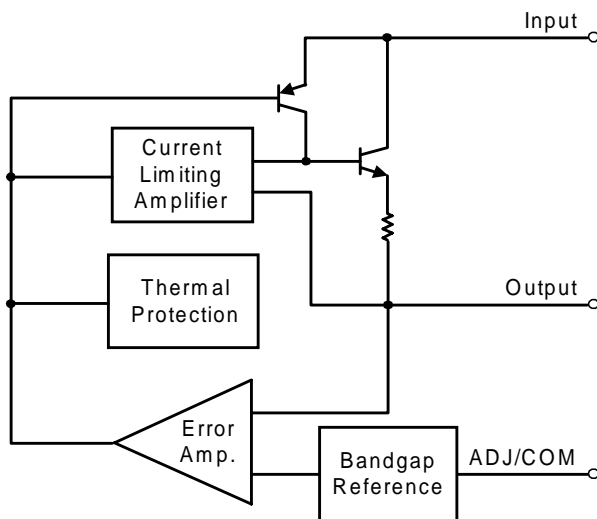 Input
Current
Limiting
Amplifier
Thermal
Protection
Output
Error
Amp.
Bandgap
Reference
ADJ/COM